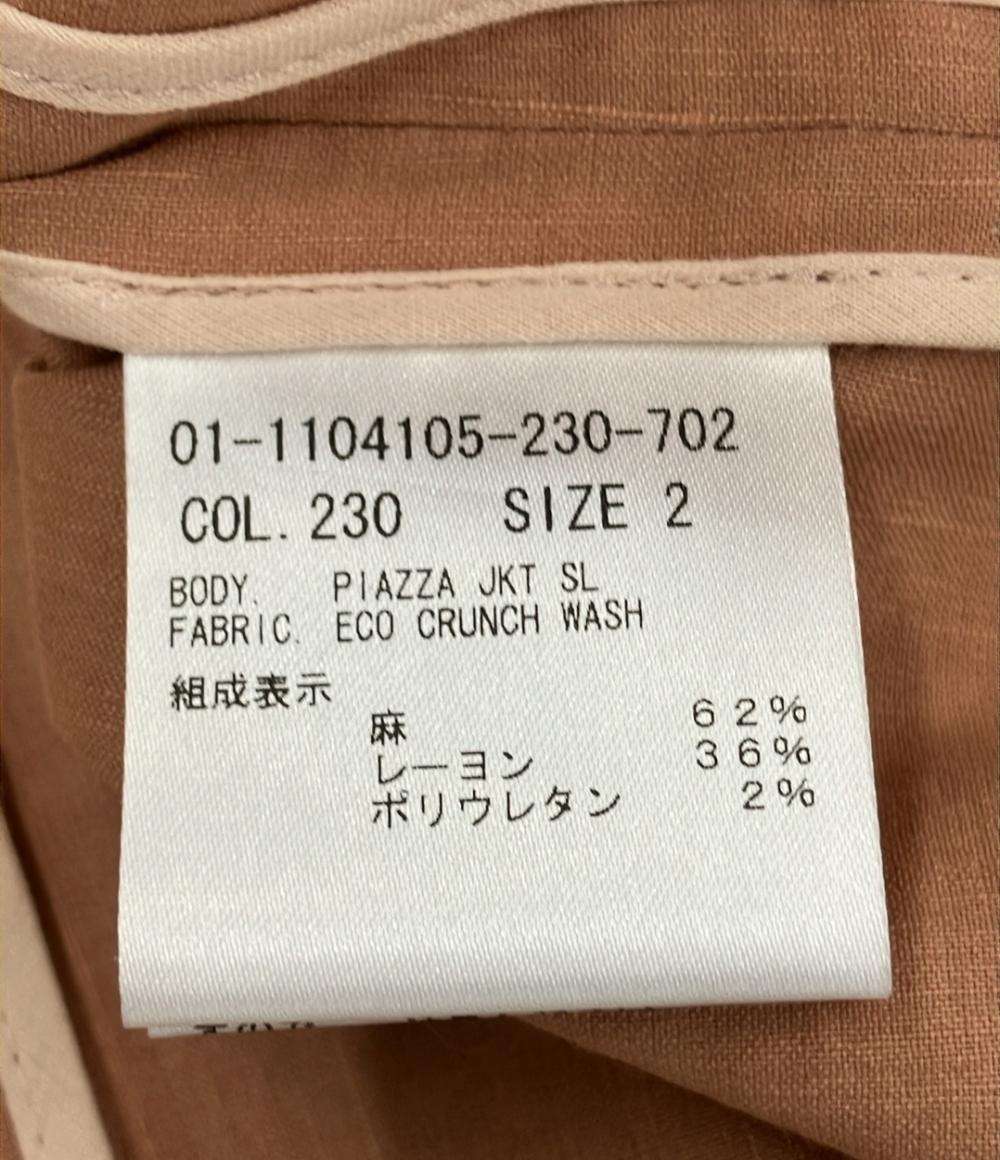 01-1104105-230-702
COL. 230 SIZE 2
BODY. PIAZZA JKT SL
FABRIC. ECO CRUNCH WASH
組成表示
麻 62%
レーヨン 36%
ポリウレタン 2%